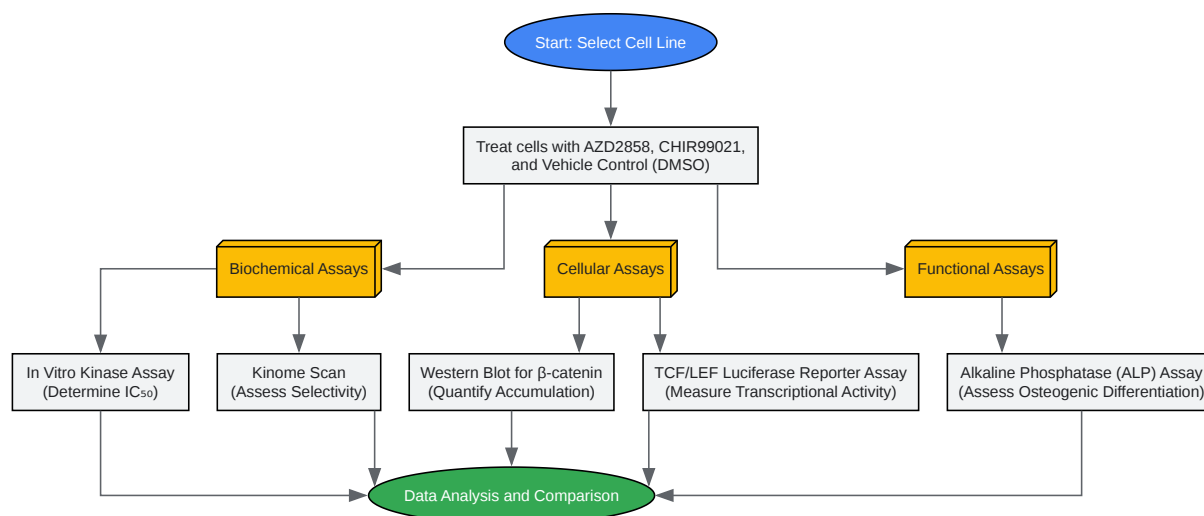 Start: Select Cell Line
Treat cells with AZD2858, CHIR99021,
and Vehicle Control (DMSO)
Biochemical Assays
Cellular Assays
Functional Assays
In Vitro Kinase Assay
(Determine IC₅₀)
Kinome Scan
(Assess Selectivity)
Western Blot for β-catenin
(Quantify Accumulation)
TCF/LEF Luciferase Reporter Assay
(Measure Transcriptional Activity)
Alkaline Phosphatase (ALP) Assay
(Assess Osteogenic Differentiation)
Data Analysis and Comparison